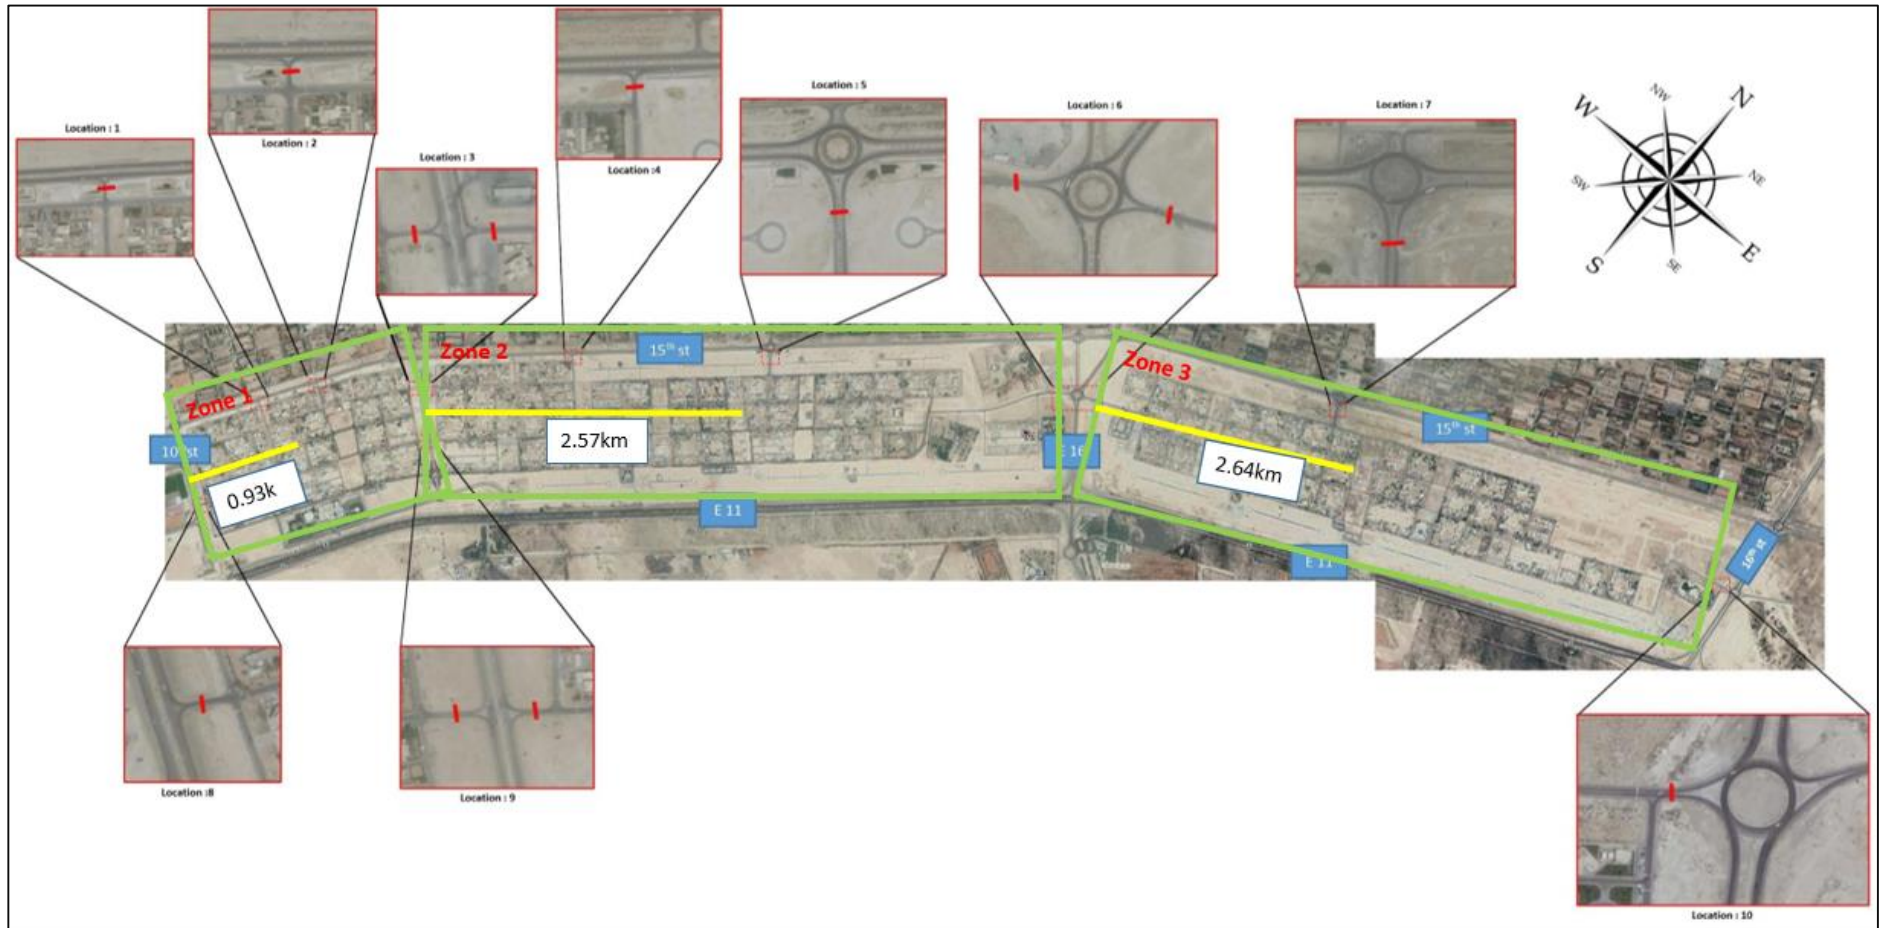 Location : 1
Location : 2
Location : 3
Location :4
Location : 5
Location : 6
Location : 7
W
NW
N
SW
NE
S
SE
E
Zone 1
Zone 2
15th st
Zone 3
15th st
2.57km
2.64km
0.93k
E 11
E 11
16th st
Location :8
Location : 9
Location : 10